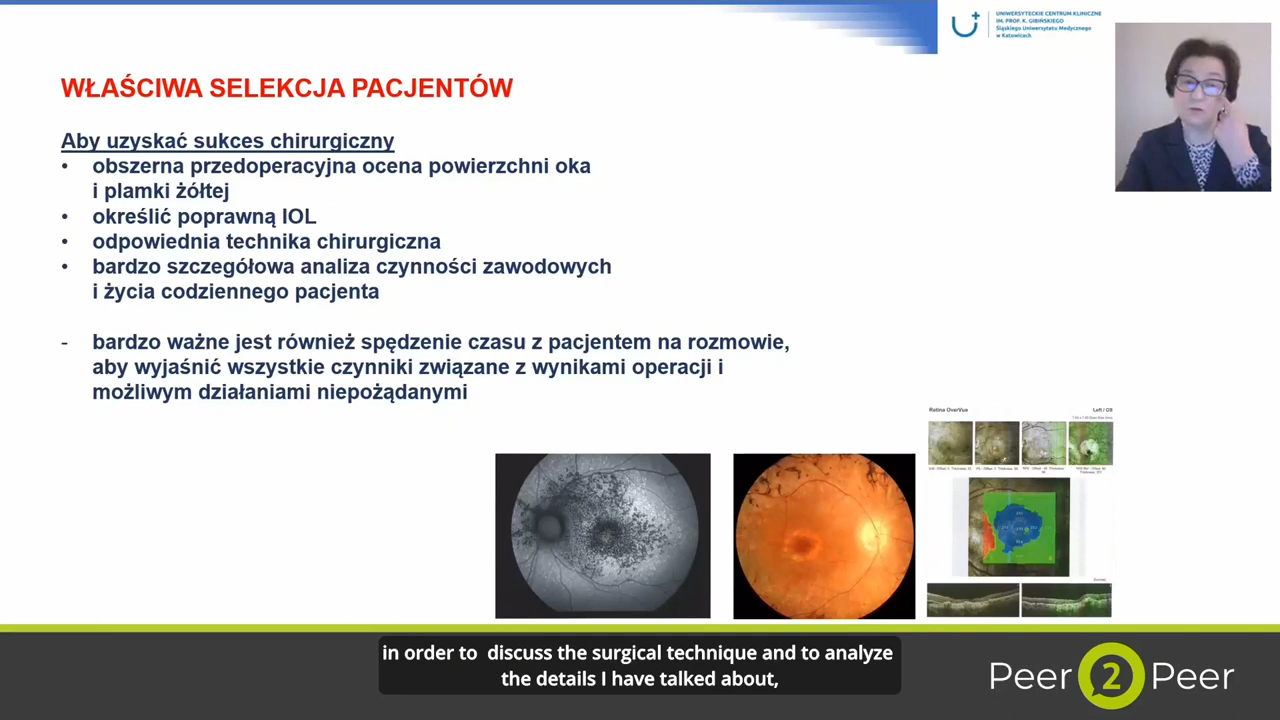 UNIWERSYTECKIE CENTRUM KLINICZNE
IM. PROF. K. GIBIŃSKIEGO
Śląskiego Uniwersytetu Medycznego
w Katowicach
WŁAŚCIWA SELEKCJA PACJENTÓW
Aby uzyskać sukces chirurgiczny
• obszerna przedoperacyjna ocena powierzchni oka
i plamki żółtej
• określić poprawną IOL
• odpowiednia technika chirurgiczna
• bardzo szczegółowa analiza czynności zawodowych
i życia codziennego pacjenta
- bardzo ważne jest również spędzenie czasu z pacjentem na rozmowie,
aby wyjaśnić wszystkie czynniki związane z wynikami operacji i
możliwym działaniami niepożądanymi
Retina OverVue
Left / OS
in order to discuss the surgical technique and to analyze
the details I have talked about,
Peer 2 Peer